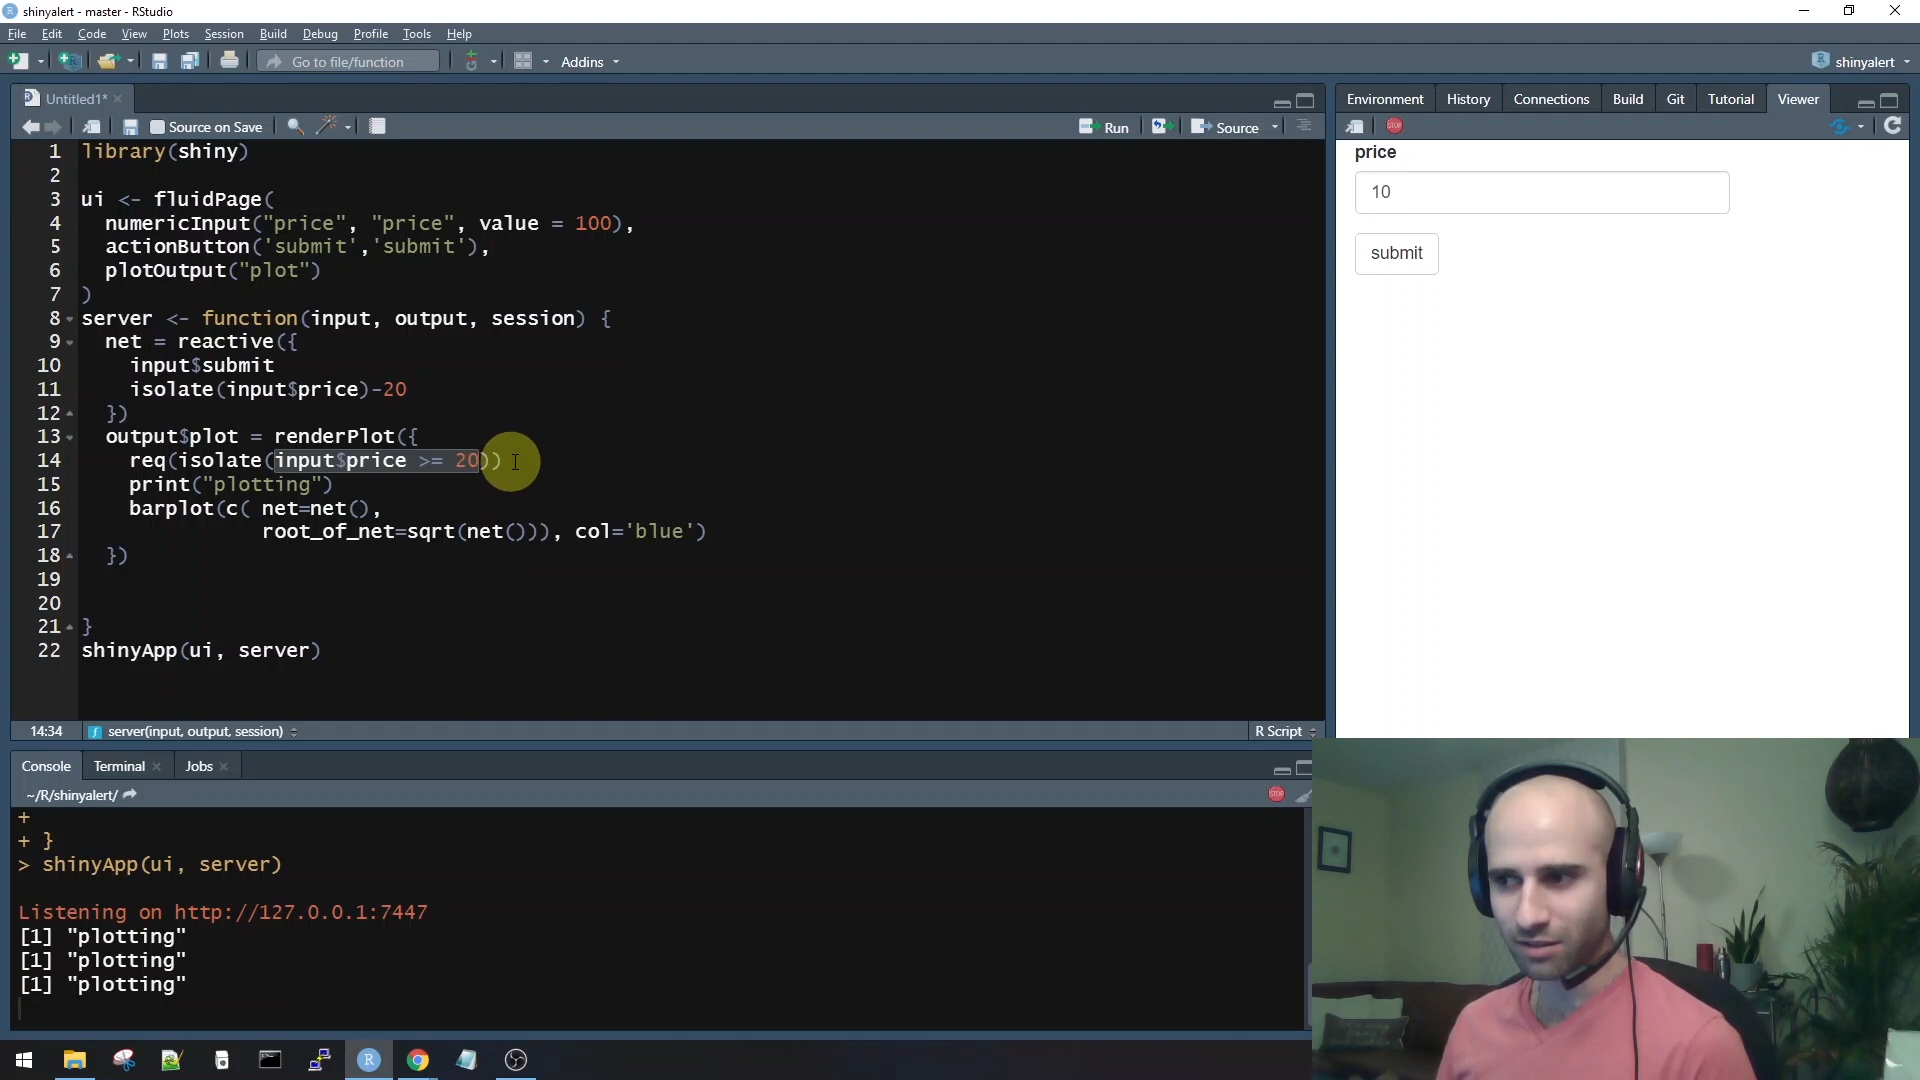 shinyalert - master - RStudio
File Edit Code View Plots Session Build Debug Profile Tools Help
Go to file/function Addins shinyalert
Untitled1* Environment History Connections Build Git Tutorial Viewer
Source on Save Run Source
1 library(shiny)
2
3 ui <- fluidPage(
4 numericInput("price", "price", value = 100),
5 actionButton('submit','submit'),
6 plotOutput("plot")
7 )
8 server <- function(input, output, session) {
9 net = reactive({
10 input$submit
11 isolate(input$price)-20
12 })
13 output$plot = renderPlot({
14 req(isolate(input$price >= 20))
15 print("plotting")
16 barplot(c( net=net(),
17 root_of_net=sqrt(net())), col='blue')
18 })
19
20
21 }
22 shinyApp(ui, server)
14:34 server(input, output, session) R Script
price
10
submit
STOP
Console Terminal Jobs
~/R/shinyalert/
STOP
+
+ }
> shinyApp(ui, server)
Listening on http://127.0.0.1:7447
[1] "plotting"
[1] "plotting"
[1] "plotting"